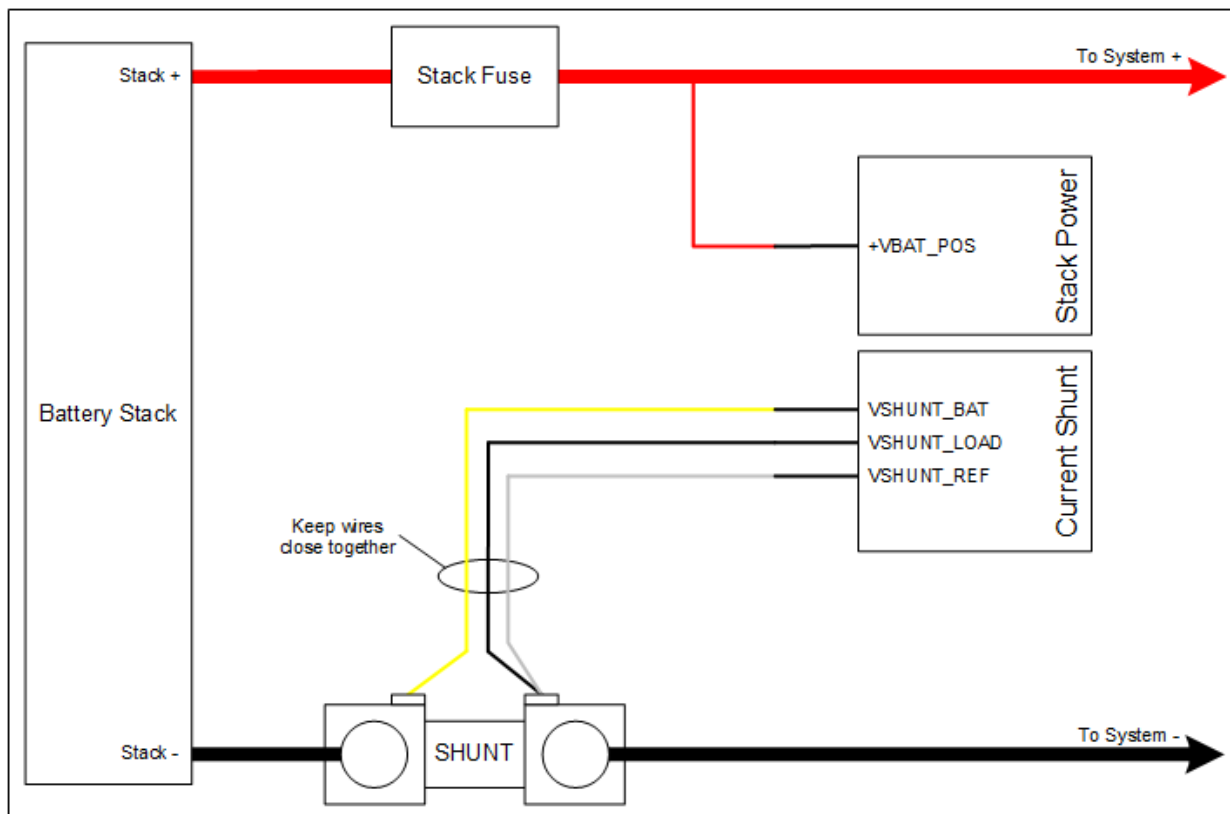 Stack +
Stack Fuse
To System +
+VBAT_POS
Stack Power
Battery Stack
VSHUNT_BAT
VSHUNT_LOAD
VSHUNT_REF
Current Shunt
Keep wires
close together
Stack -
SHUNT
To System -